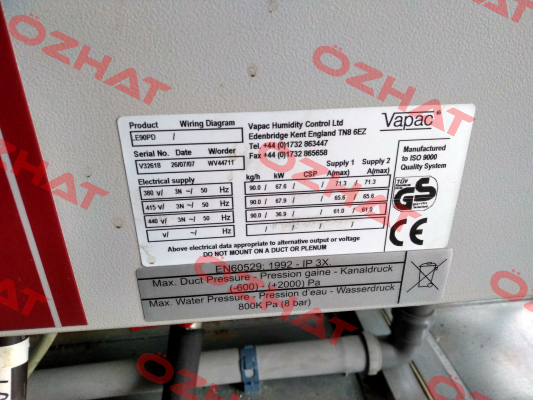 ÖZHAT
Product Wiring Diagram
E90PD /
Vapac Humidity Control Ltd
Edenbridge Kent England TN8 6EZ
Tel. +44 (0)1732 863447
Fax +44 (0)1732 865658
Vapac®
Serial No. Date W/order
V32618 26/07/07 WV44711
Manufactured
to ISO 9000
Quality System
Electrical supply kg/h kW CSP Supply 1 A(max) Supply 2 A(max)
380 v/ 3N ~/ 50 Hz 90.0 / 67.6 / 71.3 71.3
415 v/ 3N ~/ 50 Hz 90.0 / 67.9 / 65.6 65.6
440 v/ 3N ~/ 50 Hz 90.0 / 36.9 / 61.0 61.0
v/ ~/ Hz / /
TÜV
GS
CE
Above electrical data appropriate to alternative output or voltage
DO NOT MOUNT ON A DUCT OR PLENUM
EN60529: 1992 - IP 3X
Max. Duct Pressure - Pression gaine - Kanaldruck
(-600) - (+2000) Pa
Max. Water Pressure - Pression d'eau - Wasserdruck
800K Pa (8 bar)